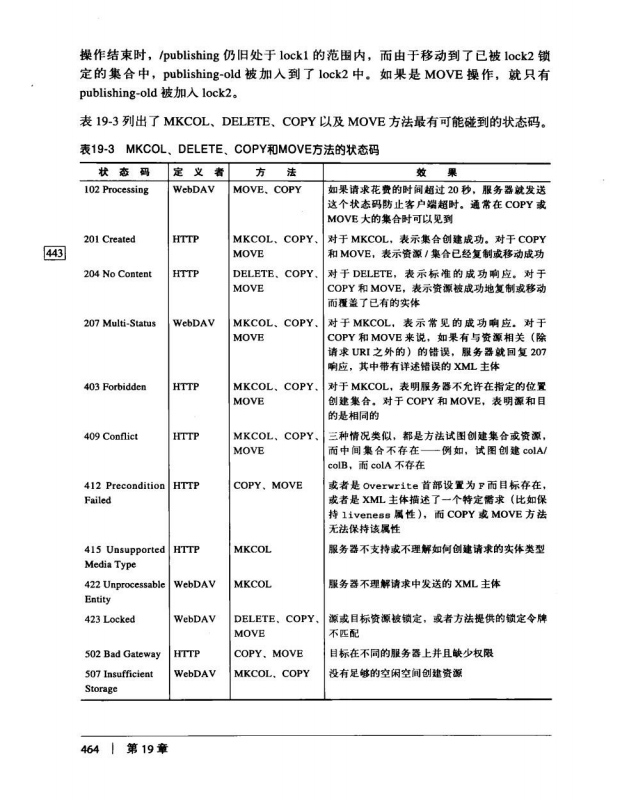 操作结束时，/publishing 仍旧处于 lock1 的范围内，而由于移动到了已被 lock2 锁
定的集合中，publishing-old 被加入到了 lock2 中。如果是 MOVE 操作，就只有
publishing-old 被加入 lock2。
表 19-3 列出了 MKCOL、DELETE、COPY 以及 MOVE 方法最有可能碰到的状态码。
表19-3 MKCOL、DELETE、COPY和MOVE方法的状态码
状态码 定义者 方法 效果
102 Processing WebDAV MOVE、COPY 如果请求花费的时间超过 20 秒，服务器就发送
这个状态码防止客户端超时。通常在 COPY 或
MOVE 大的集合时可以见到
201 Created HTTP MKCOL、COPY、 对于 MKCOL，表示集合创建成功。对于 COPY
443 MOVE 和 MOVE，表示资源 / 集合已经复制或移动成功
204 No Content HTTP DELETE、COPY、 对于 DELETE，表示标准的成功响应。对于
MOVE COPY 和 MOVE，表示资源被成功地复制或移动
而覆盖了已有的实体
207 Multi-Status WebDAV MKCOL、COPY、 对于 MKCOL，表示常见的成功响应。对于
MOVE COPY 和 MOVE 来说，如果有与资源相关（除
请求 URI 之外的）的错误，服务器就回复 207
响应，其中带有详述错误的 XML 主体
403 Forbidden HTTP MKCOL、COPY、 对于 MKCOL，表明服务器不允许在指定的位置
MOVE 创建集合。对于 COPY 和 MOVE，表明源和目
的是相同的
409 Conflict HTTP MKCOL、COPY、 三种情况类似，都是方法试图创建集合或资源，
MOVE 而中间集合不存在——例如，试图创建 colA/
colB，而 colA 不存在
412 Precondition HTTP COPY、MOVE 或者是 Overwrite 首部设置为 F 而目标存在，
Failed 或者是 XML 主体描述了一个特定需求（比如保
持 liveness 属性），而 COPY 或 MOVE 方法
无法保持该属性
415 Unsupported HTTP MKCOL 服务器不支持或不理解如何创建请求的实体类型
Media Type
422 Unprocessable WebDAV MKCOL 服务器不理解请求中发送的 XML 主体
Entity
423 Locked WebDAV DELETE、COPY、 源或目标资源被锁定，或者方法提供的锁定令牌
MOVE 不匹配
502 Bad Gateway HTTP COPY、MOVE 目标在不同的服务器上并且缺少权限
507 Insufficient WebDAV MKCOL、COPY 没有足够的空闲空间创建资源
Storage
464 | 第 19 章